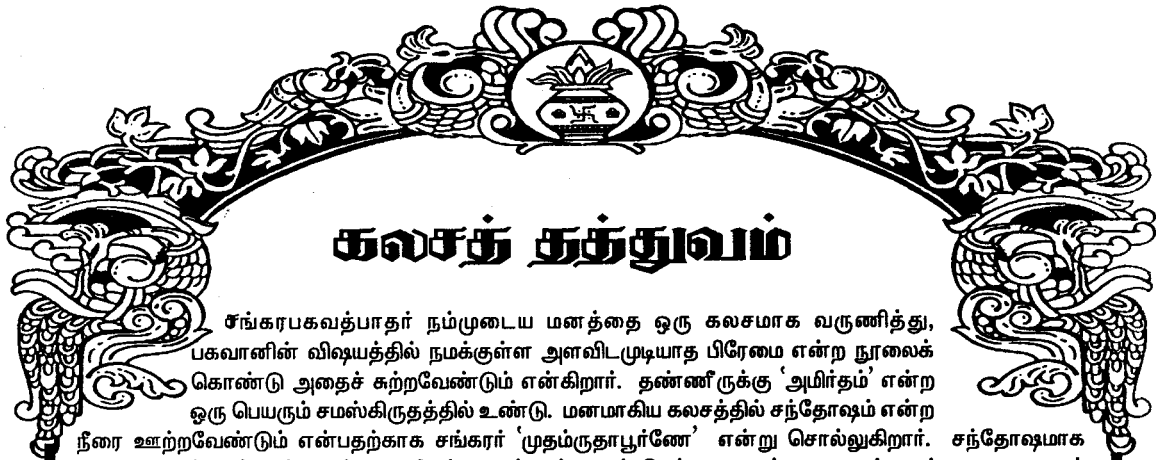 கலசத் தத்துவம்
சங்கரபகவத்பாதர் நம்முடைய மனத்தை ஒரு கலசமாக வருணித்து,
பகவானின் விஷயத்தில் நமக்குள்ள அளவிடமுடியாத பிரேமை என்ற நூலைக்
கொண்டு அதைச் சுற்றவேண்டும் என்கிறார். தண்ணீருக்கு ‘அமிர்தம்’ என்ற
ஒரு பெயரும் சமஸ்கிருதத்தில் உண்டு. மனமாகிய கலசத்தில் சந்தோஷம் என்ற
நீரை ஊற்றவேண்டும் என்பதற்காக சங்கரர் ‘முதம்ருதாபூர்ணே’ என்று சொல்லுகிறார். சந்தோஷமாக